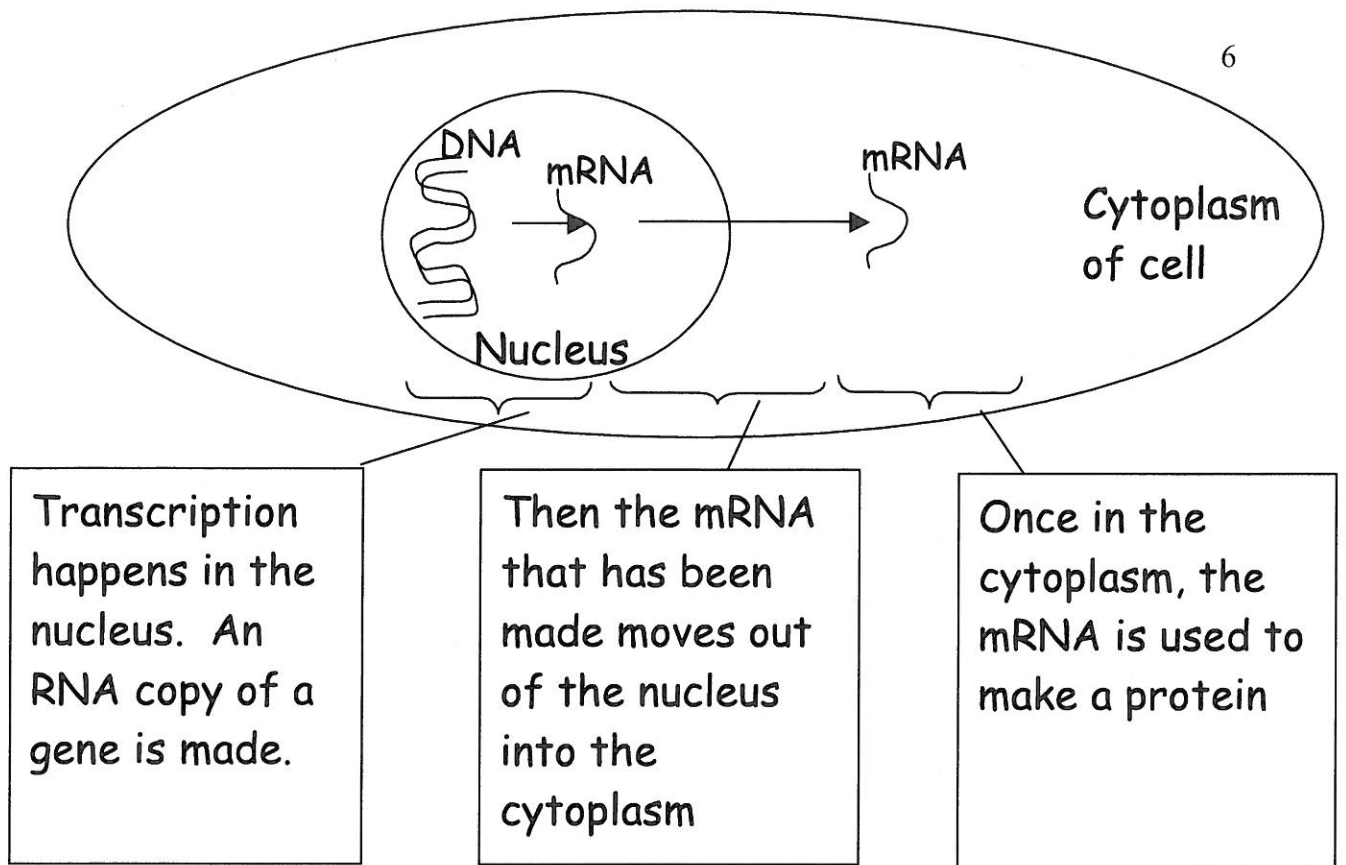 6
DNA
mRNA
mRNA
Cytoplasm
of cell
Nucleus
Transcription
happens in the
nucleus. An
RNA copy of a
gene is made.
Then the mRNA
that has been
made moves out
of the nucleus
into the
cytoplasm
Once in the
cytoplasm, the
mRNA is used to
make a protein